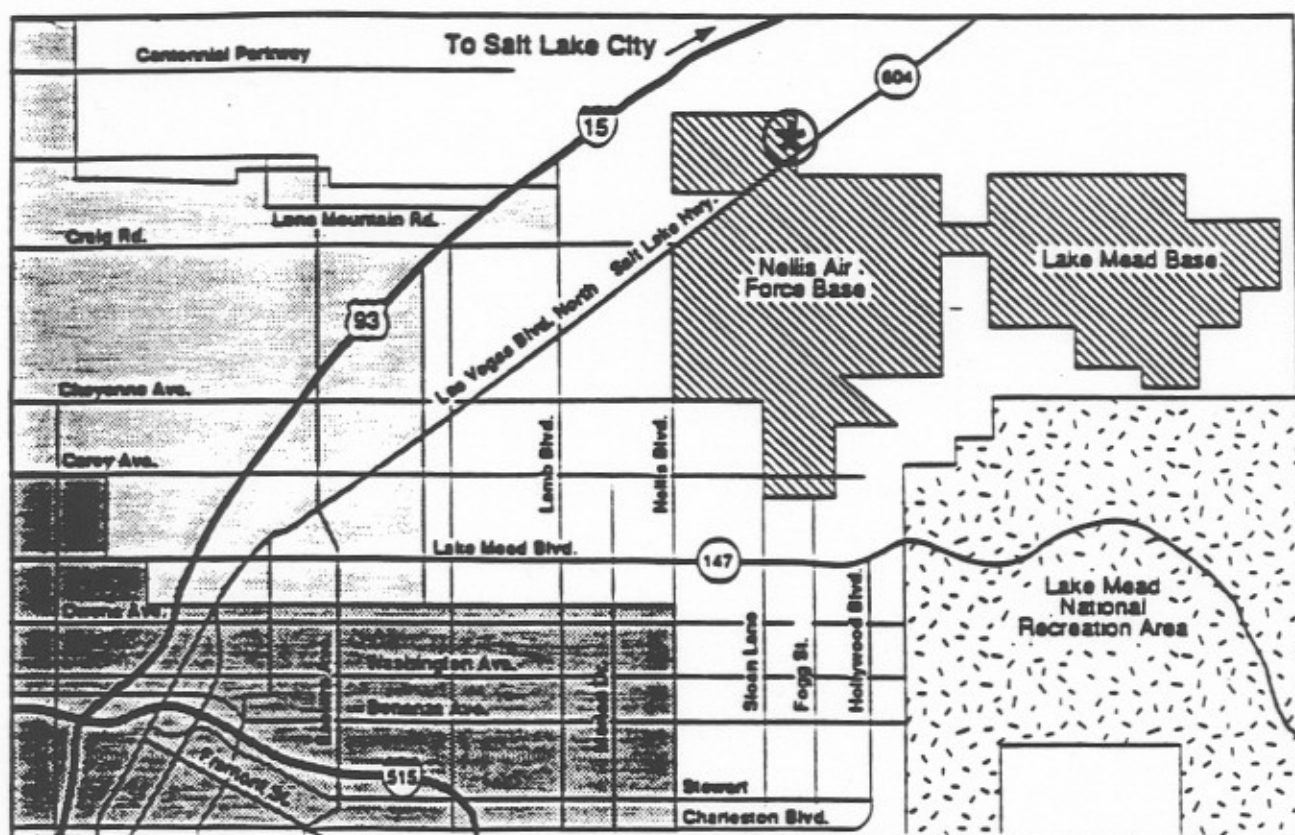 To Salt Lake City
Centennial Parkway
604
15
Lone Mountain Rd.
Craig Rd.
Salt Lake Hwy.
Las Vegas Blvd. North
Nellis Air
Force Base
Lake Mead Base
93
Cheyenne Ave.
Carey Ave.
Lamb Blvd.
Nellis Blvd.
Lake Mead Blvd.
147
Lake Mead
National
Recreation Area
Owens Ave.
Washington Ave.
Bonanza Ave.
Sloan Lane
Fogg St.
Hollywood Blvd.
Fremont St.
515
Stewart
Charleston Blvd.